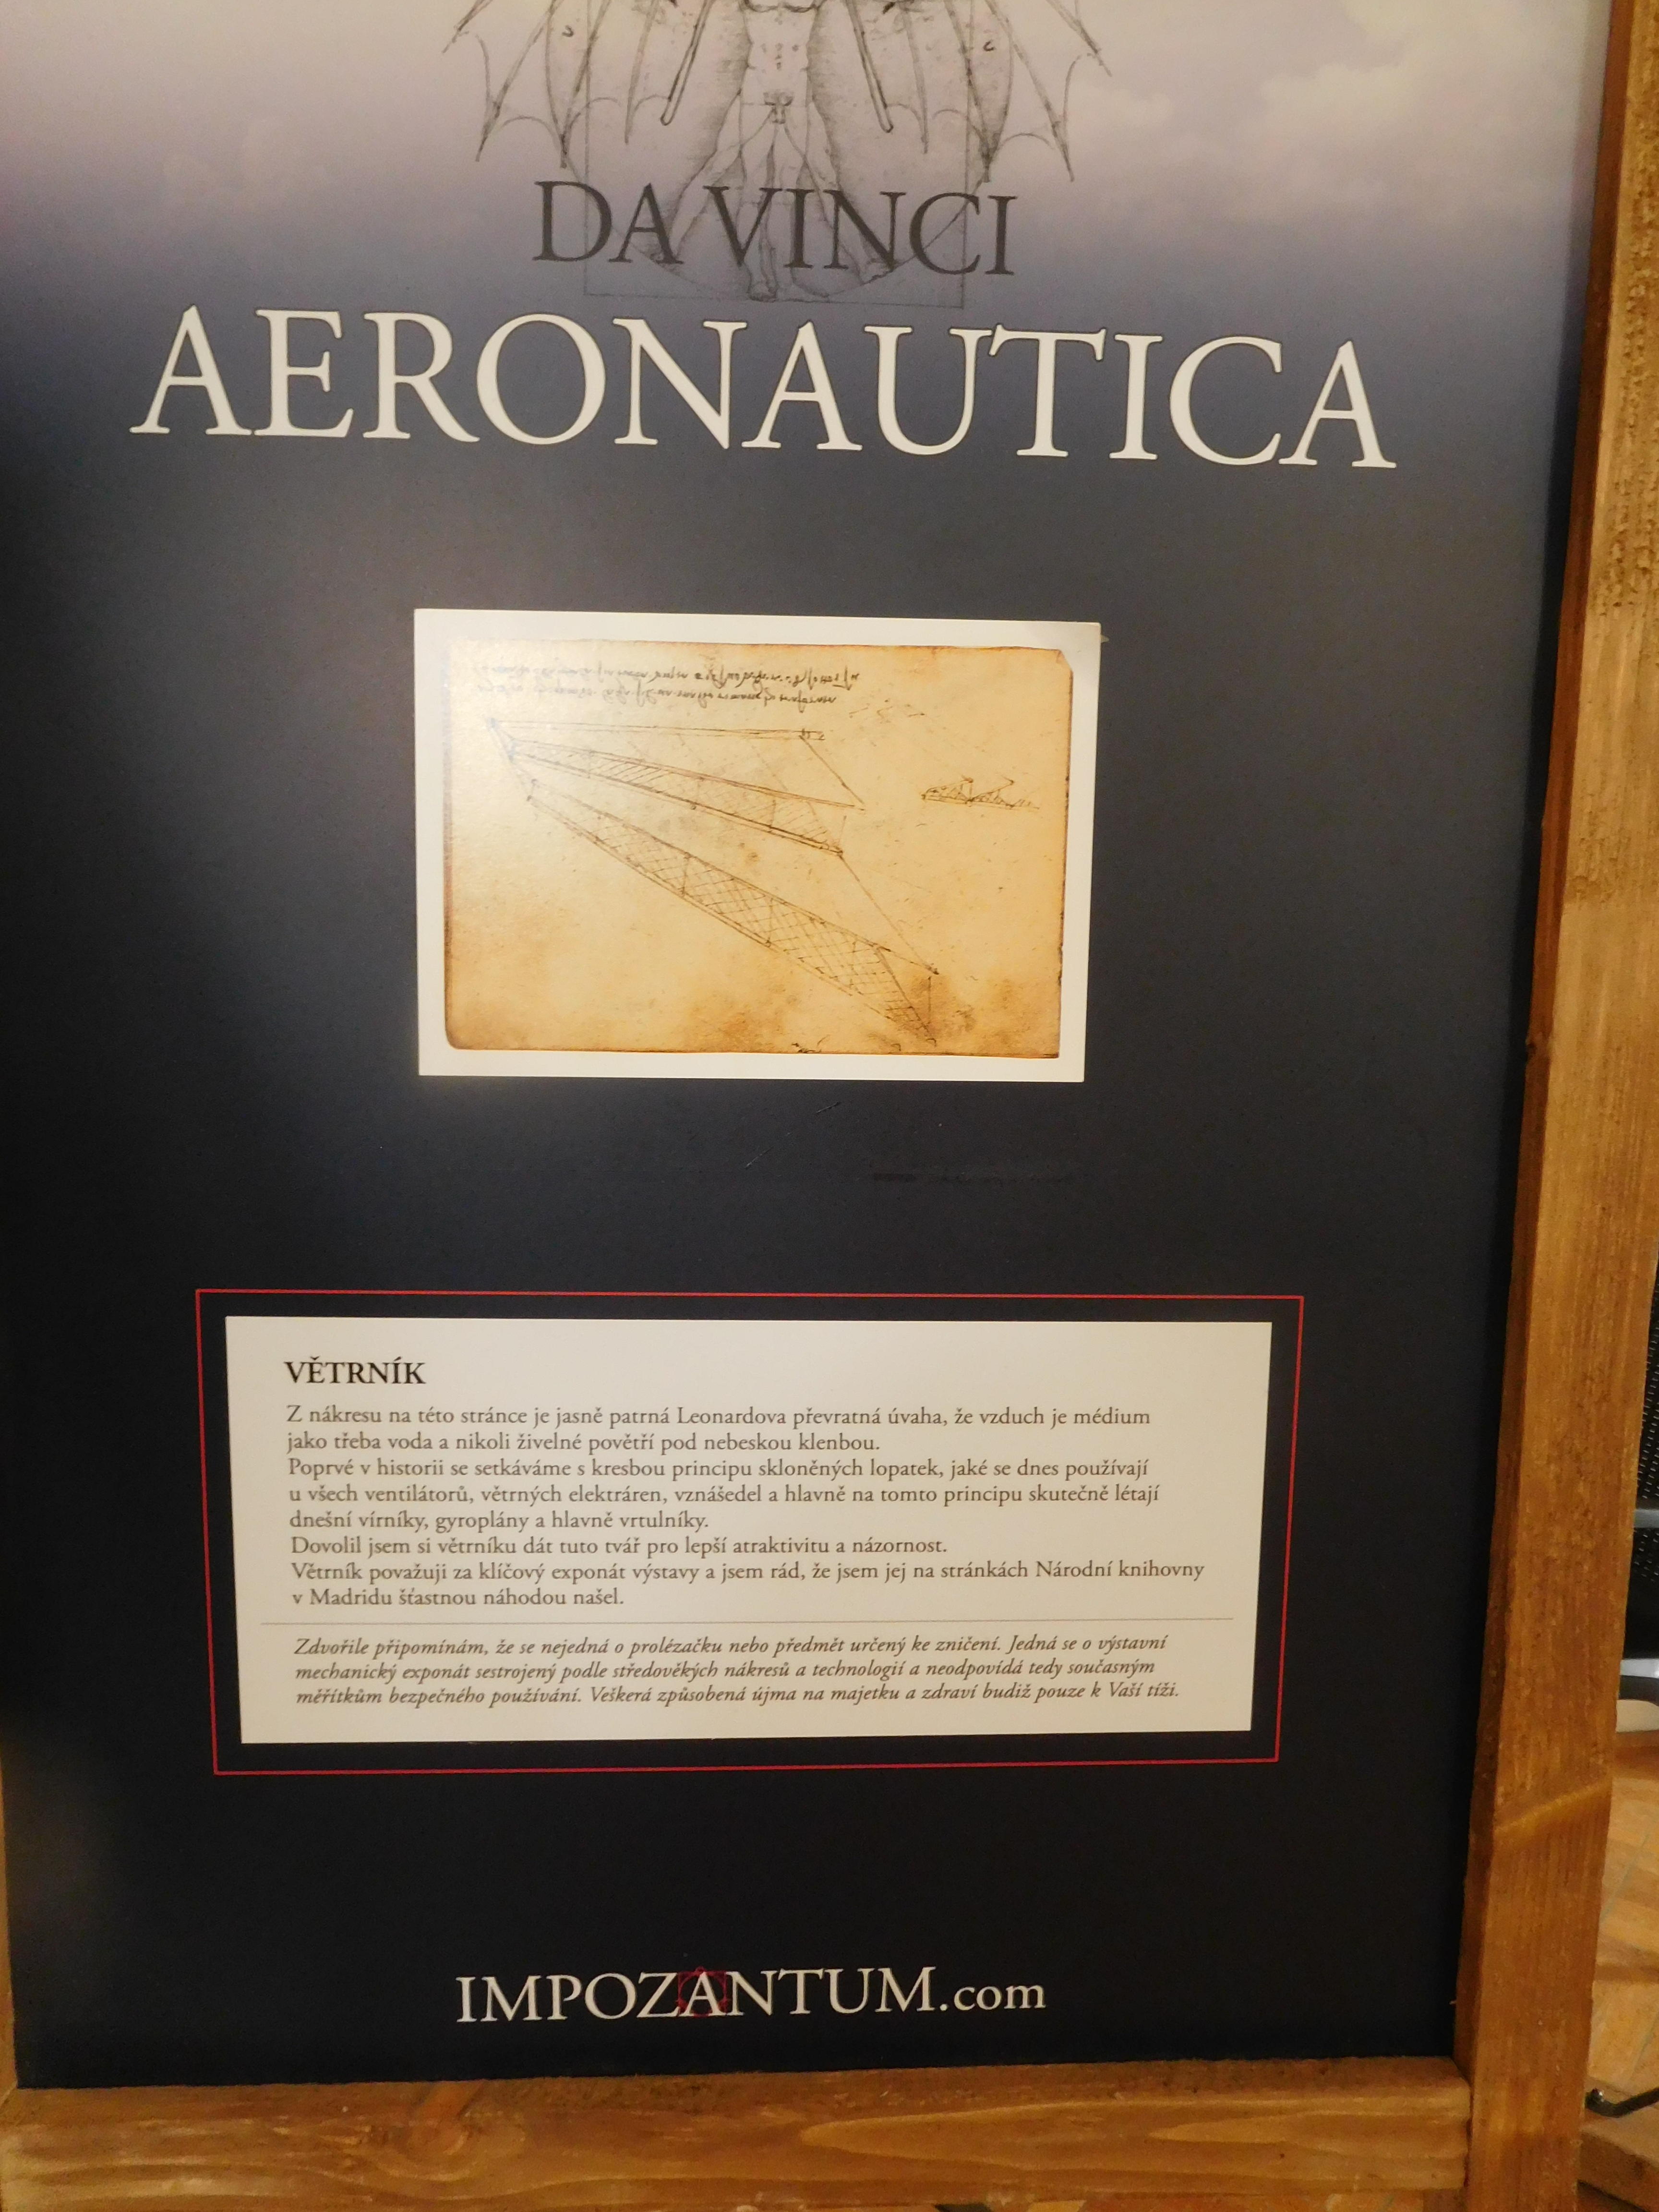 DA VINCI
AERONAUTICA
VĚTRNÍK
Z nákresu na této stránce je jasně patrná Leonardova převratná úvaha, že vzduch je médium
jako třeba voda a nikoli živelné povětří pod nebeskou klenbou.
Poprvé v historii se setkáváme s kresbou principu skloněných lopatek, jaké se dnes používají
u všech ventilátorů, větrných elektráren, vznášedel a hlavně na tomto principu skutečně létají
dnešní vírníky, gyroplány a hlavně vrtulníky.
Dovolil jsem si větrníku dát tuto tvář pro lepší atraktivitu a názornost.
Větrník považuji za klíčový exponát výstavy a jsem rád, že jsem jej na stránkách Národní knihovny
v Madridu šťastnou náhodou našel.
Zdvořile připomínám, že se nejedná o prolézačku nebo předmět určený ke zničení. Jedná se o výstavní
mechanický exponát sestrojený podle středověkých nákresů a technologií a neodpovídá tedy současným
měřítkům bezpečného používání. Veškerá způsobená újma na majetku a zdraví budiž pouze k Vaší tíži.
IMPOZANTUM.com